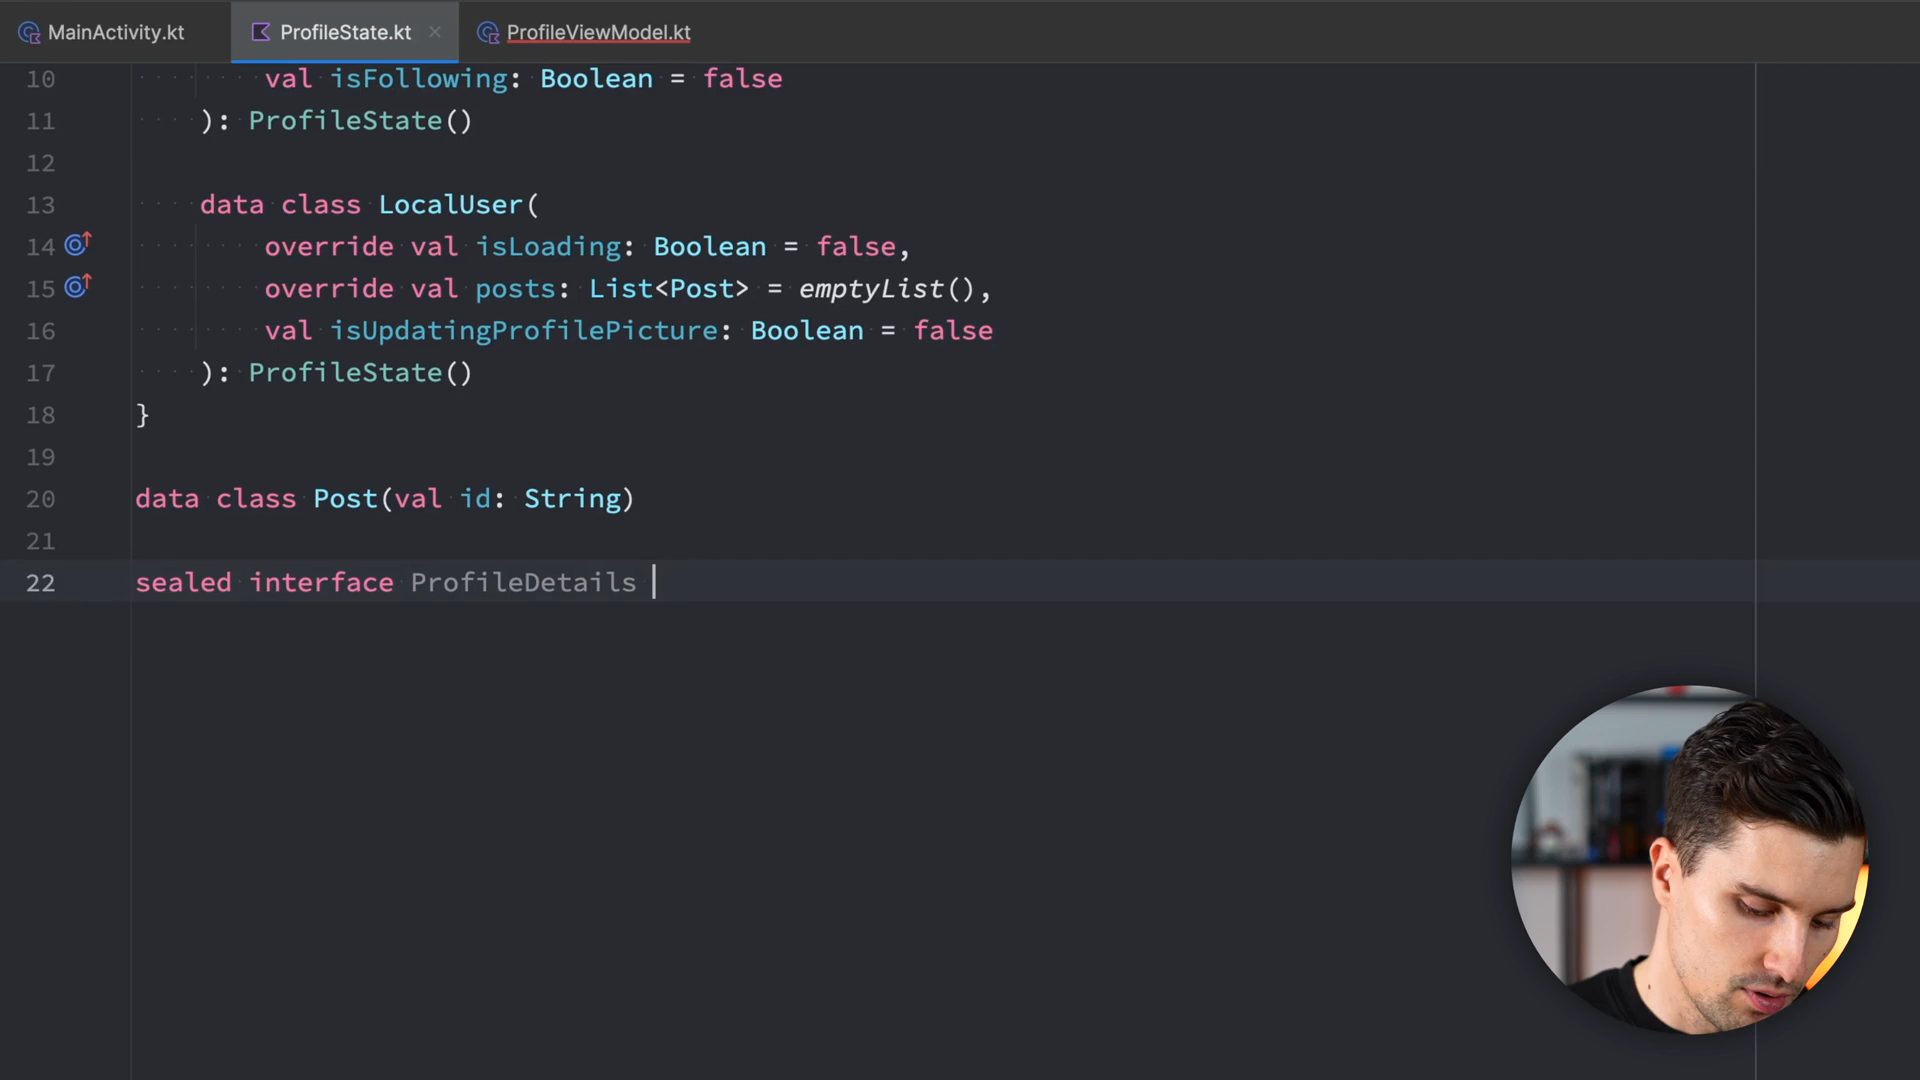 MainActivity.kt ProfileState.kt × ProfileViewModel.kt
10 val isFollowing: Boolean = false
11 ): ProfileState()
12
13 data class LocalUser(
14 override val isLoading: Boolean = false,
15 override val posts: List<Post> = emptyList(),
16 val isUpdatingProfilePicture: Boolean = false
17 ): ProfileState()
18 }
19
20 data class Post(val id: String)
21
22 sealed interface ProfileDetails